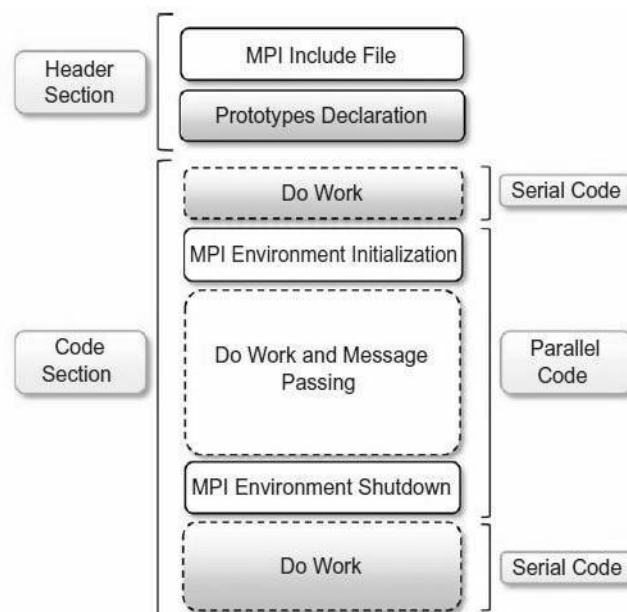 MPI Include File
Header
Section
Prototypes Declaration
Do Work
Serial Code
MPI Environment Initialization
Code
Section
Do Work and Message
Passing
Parallel
Code
MPI Environment Shutdown
Do Work
Serial Code